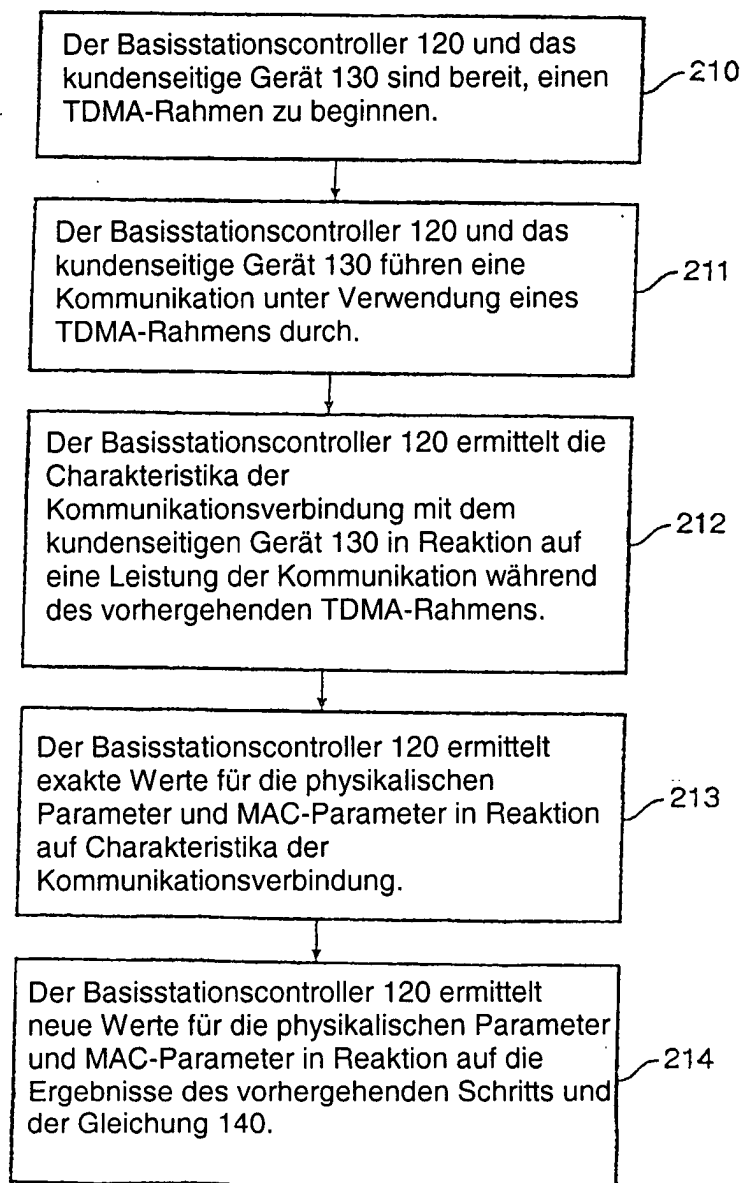 Der Basisstationscontroller 120 und das
kundenseitige Gerät 130 sind bereit, einen
TDMA-Rahmen zu beginnen.
210
Der Basisstationscontroller 120 und das
kundenseitige Gerät 130 führen eine
Kommunikation unter Verwendung eines
TDMA-Rahmens durch.
211
Der Basisstationscontroller 120 ermittelt die
Charakteristika der
Kommunikationsverbindung mit dem
kundenseitigen Gerät 130 in Reaktion auf
eine Leistung der Kommunikation während
des vorhergehenden TDMA-Rahmens.
212
Der Basisstationscontroller 120 ermittelt
exakte Werte für die physikalischen
Parameter und MAC-Parameter in Reaktion
auf Charakteristika der
Kommunikationsverbindung.
213
Der Basisstationscontroller 120 ermittelt
neue Werte für die physikalischen Parameter
und MAC-Parameter in Reaktion auf die
Ergebnisse des vorhergehenden Schritts und
der Gleichung 140.
214